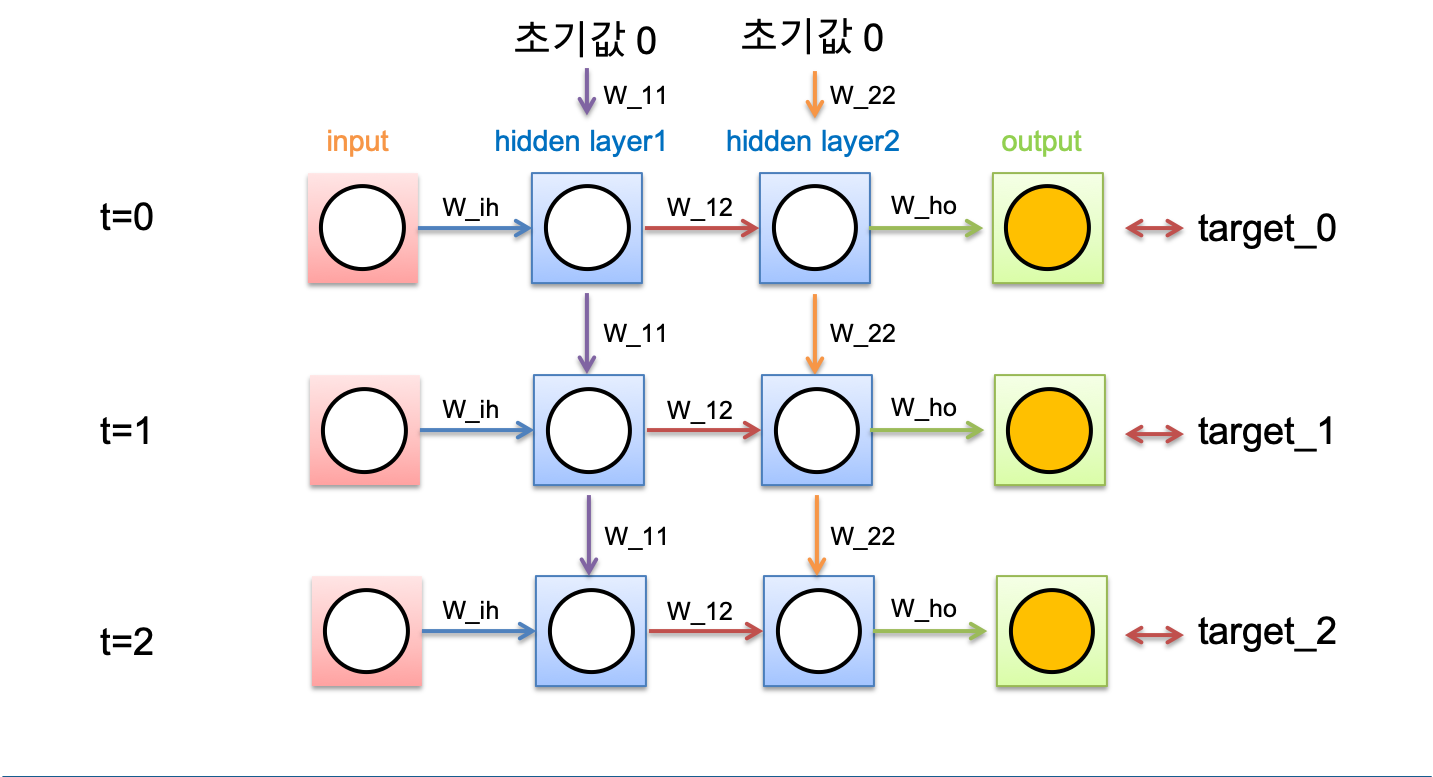 초기값 0 초기값 0
W_11 W_22
input hidden layer1 hidden layer2 output
t=0 W_ih W_12 W_ho target_0
W_11 W_22
t=1 W_ih W_12 W_ho target_1
W_11 W_22
t=2 W_ih W_12 W_ho target_2